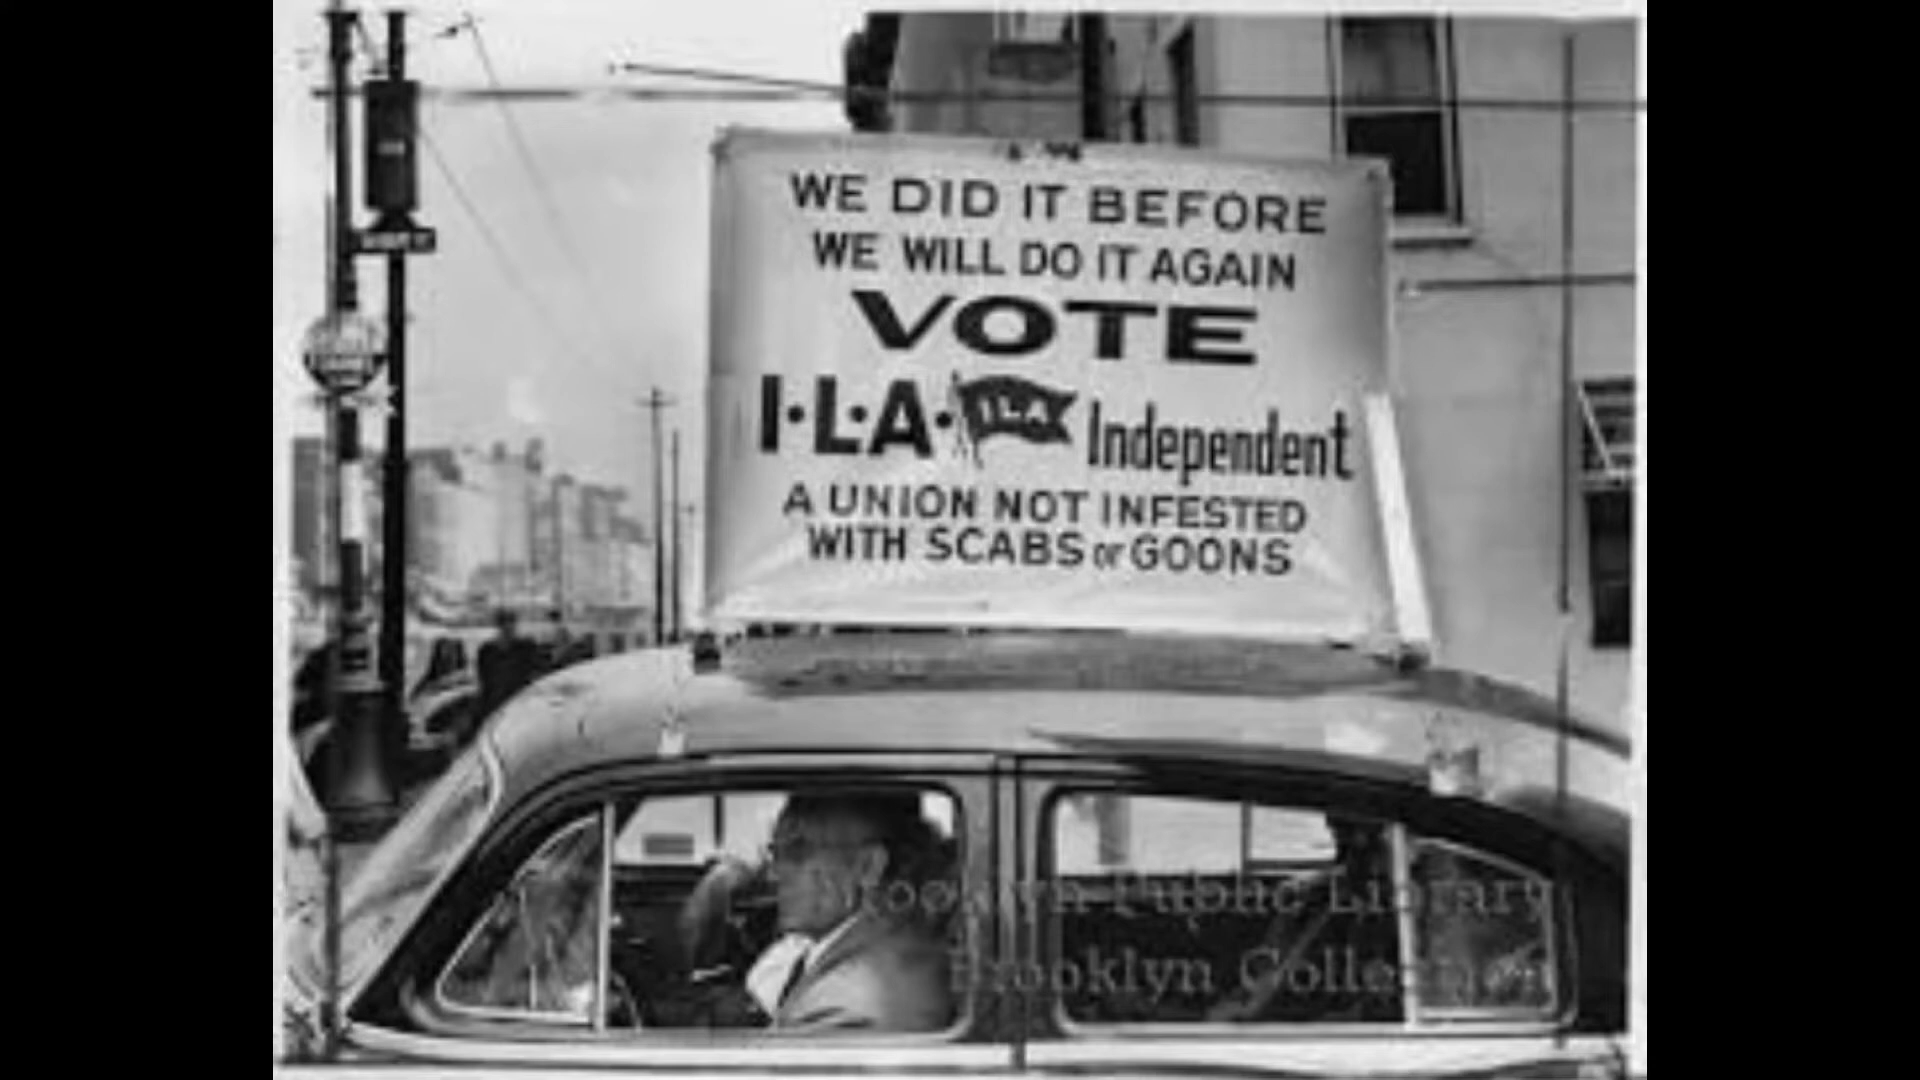 WE DID IT BEFORE
WE WILL DO IT AGAIN
VOTE
I·L·A· ILA Independent
A UNION NOT INFESTED
WITH SCABS or GOONS
Brooklyn Public Library
Brooklyn Collection